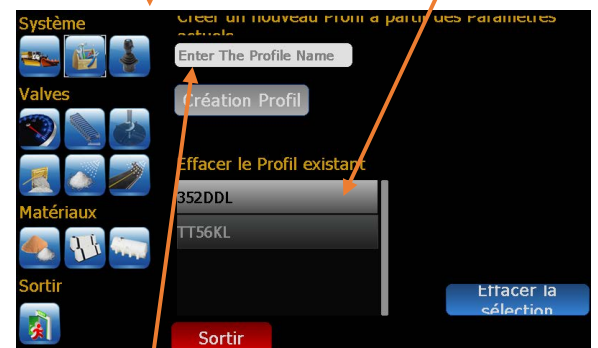 Système
Créer un nouveau Profil à partir des Paramètres
actuels
Enter The Profile Name
Valves
Création Profil
Effacer le Profil existant
352DDL
TT56KL
Matériaux
Sortir
Effacer la
sélection
Sortir